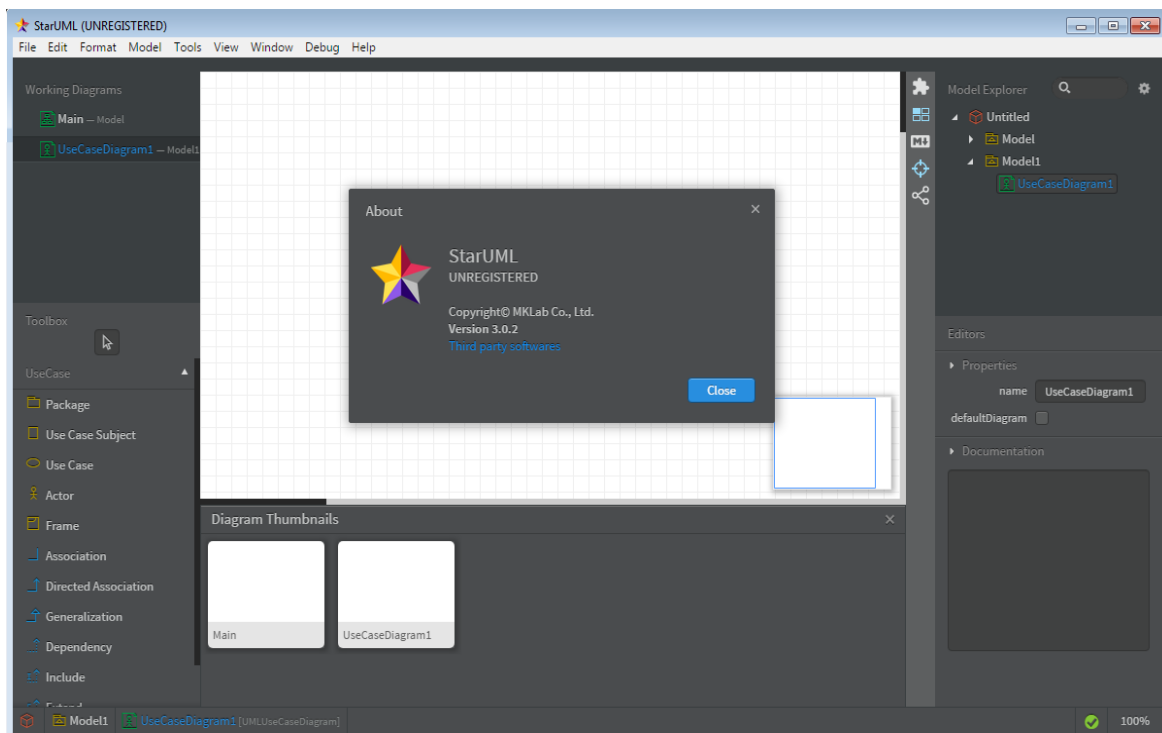 StarUML (UNREGISTERED)
File Edit Format Model Tools View Window Debug Help
Working Diagrams
Main — Model
UseCaseDiagram1 — Model1
Toolbox
UseCase
Package
Use Case Subject
Use Case
Actor
Frame
Association
Directed Association
Generalization
Dependency
Include
Extend
About
StarUML
UNREGISTERED
Copyright© MKLab Co., Ltd.
Version 3.0.2
Third party softwares
Close
Diagram Thumbnails
Main
UseCaseDiagram1
M
Model Explorer
Untitled
Model
Model1
UseCaseDiagram1
Editors
Properties
name UseCaseDiagram1
defaultDiagram
Documentation
Model1 UseCaseDiagram1 [UMLUseCaseDiagram]
100%